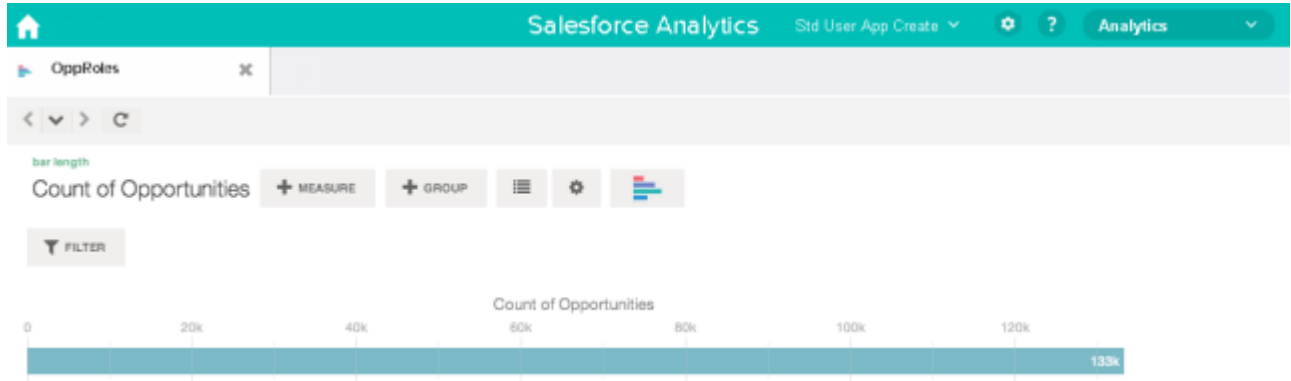 Salesforce Analytics Std User App Create ? Analytics
OppRoles
bar length
Count of Opportunities MEASURE GROUP
FILTER
Count of Opportunities
0 20k 40k 60k 80k 100k 120k
133k